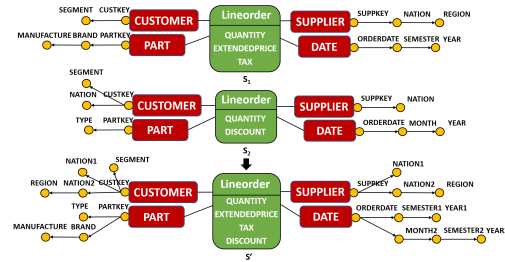 SEGMENT CUSTKEY CUSTOMER Lineorder SUPPLIER SUPPKEY NATION REGION
MANUFACTURE BRAND PARTKEY PART QUANTITY DATE ORDERDATE SEMESTER YEAR
EXTENDEDPRICE
TAX
S1
SEGMENT
NATION CUSTKEY CUSTOMER Lineorder SUPPLIER SUPPKEY NATION
TYPE PARTKEY PART QUANTITY DATE ORDERDATE MONTH YEAR
DISCOUNT
S2
NATION1 SEGMENT NATION1
REGION NATION2 CUSTKEY CUSTOMER Lineorder SUPPLIER SUPPKEY NATION2 REGION
TYPE PARTKEY PART QUANTITY DATE ORDERDATE SEMESTER1 YEAR1
EXTENDEDPRICE
MANUFACTURE BRAND TAX MONTH2 SEMESTER2 YEAR
DISCOUNT
S'